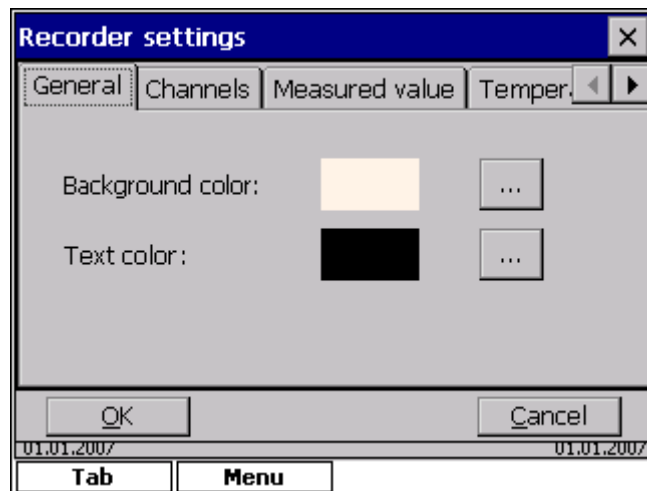 Recorder settings
General Channels Measured value Temper
Background color: ...
Text color: ...
OK Cancel
01.01.2007 01.01.2007
Tab Menu